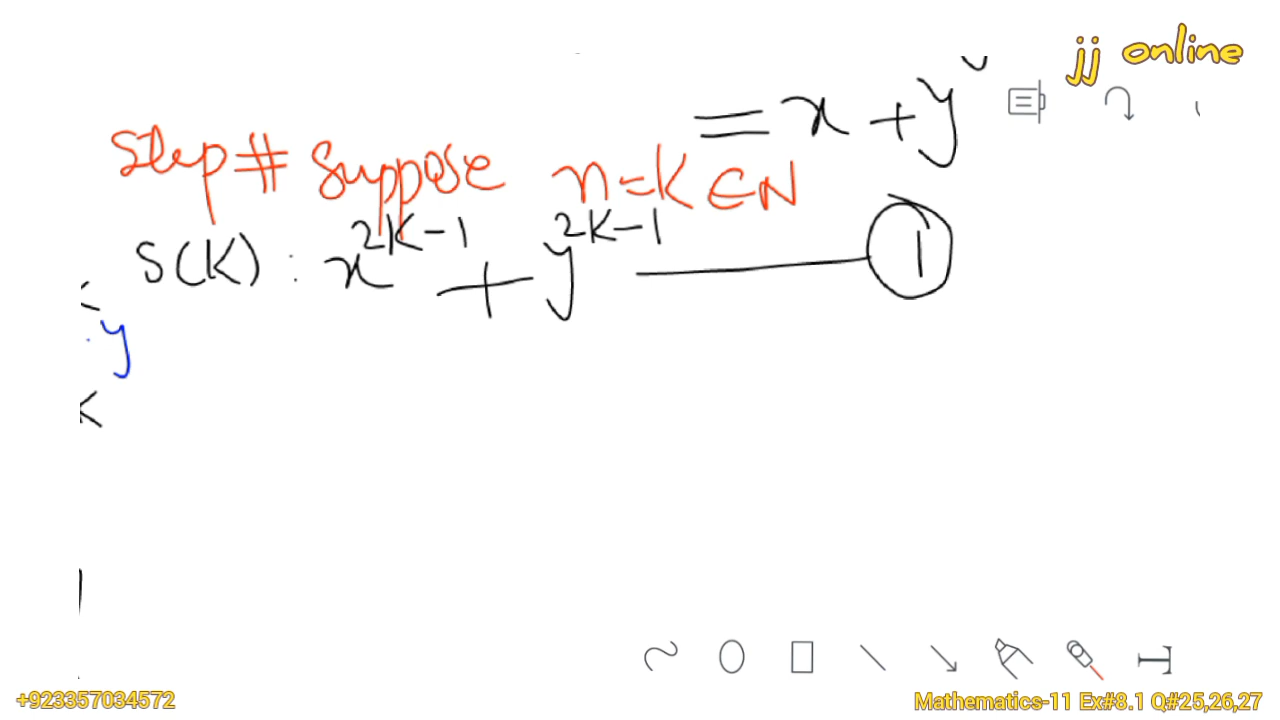 jj online
= x + y
Step # Suppose n = K ∈ N
S(K) : x^{2K-1} + y^{2K-1} ——— ①
y
K
+923357034572
Mathematics-11 Ex#8.1 Q#25,26,27